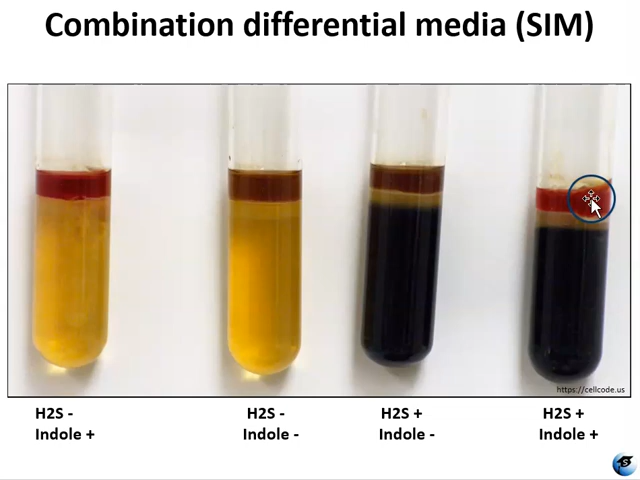 Combination differential media (SIM)
https://cellcode.us
H2S - H2S - H2S + H2S +
Indole + Indole - Indole - Indole +
S